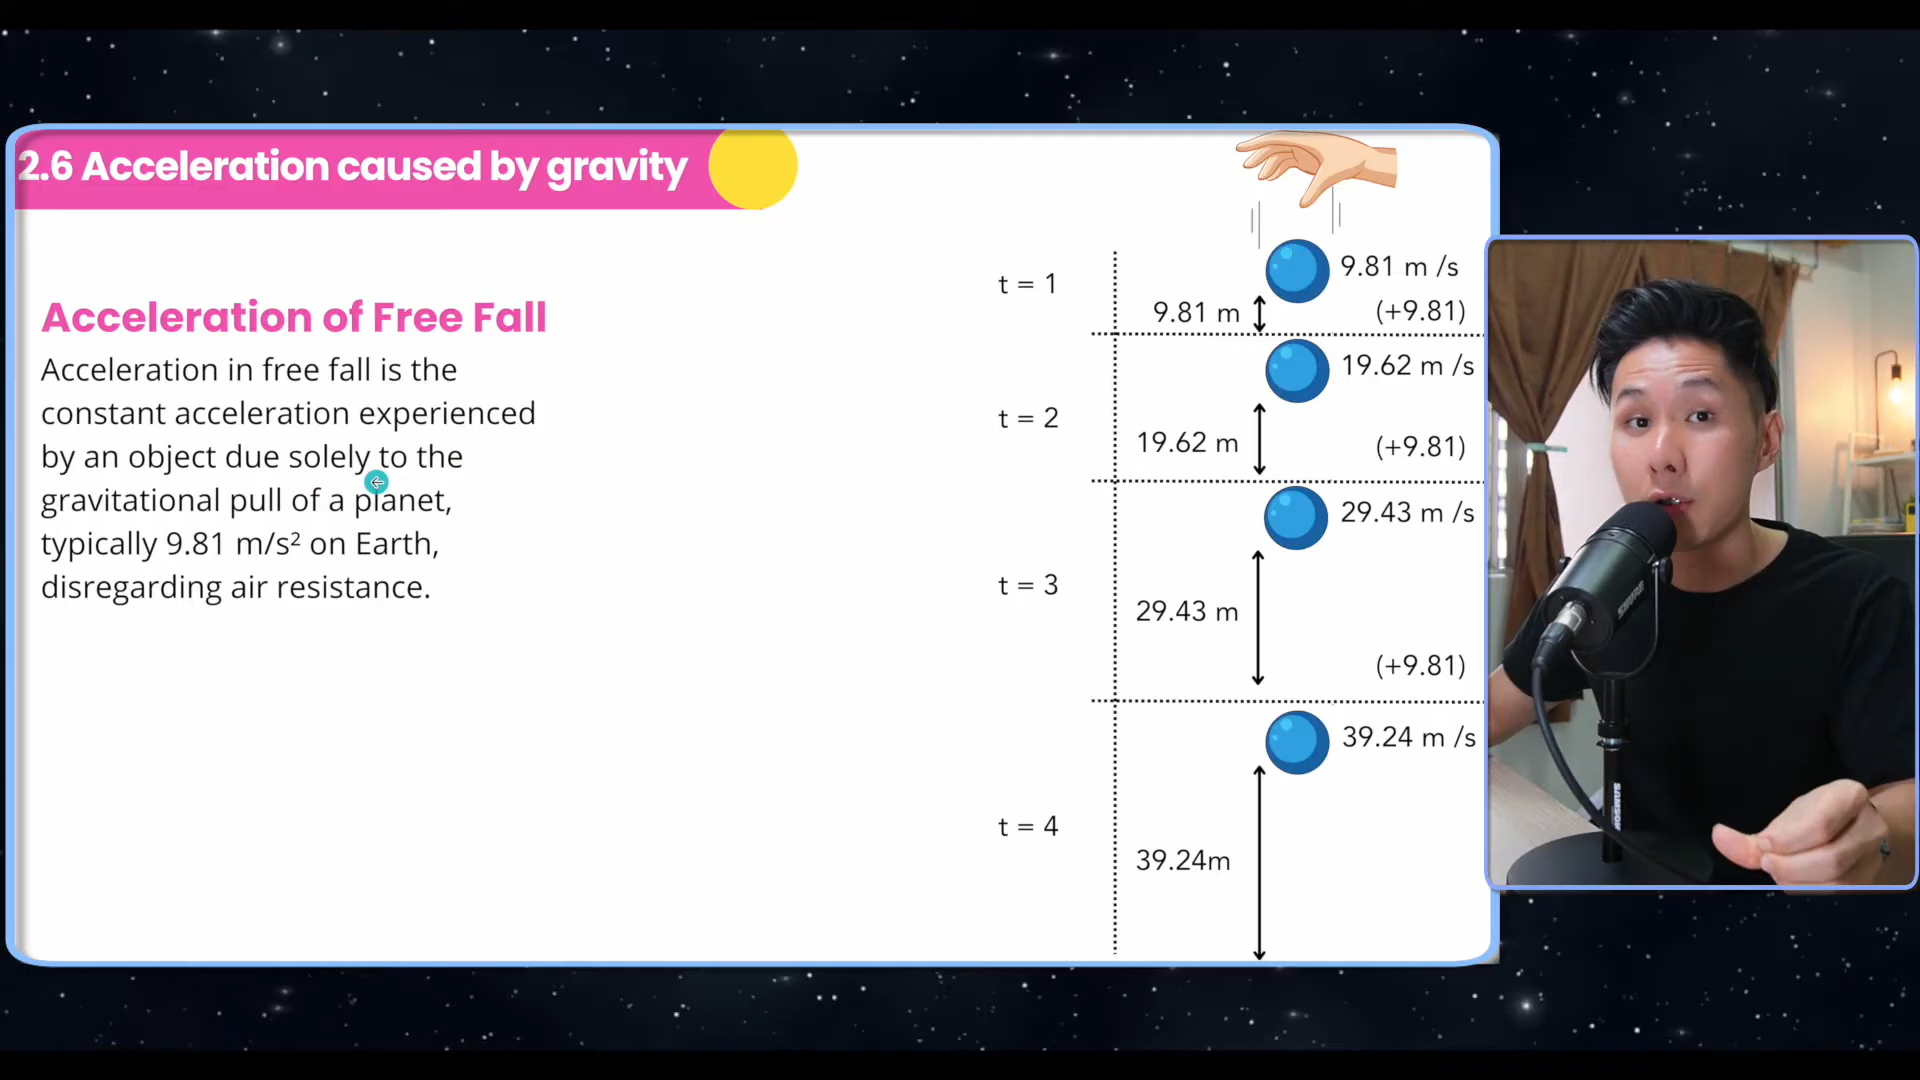 2.6 Acceleration caused by gravity
Acceleration of Free Fall
Acceleration in free fall is the
constant acceleration experienced
by an object due solely to the
gravitational pull of a planet,
typically 9.81 m/s² on Earth,
disregarding air resistance.
t = 1
9.81 m
9.81 m /s
(+9.81)
t = 2
19.62 m
19.62 m /s
(+9.81)
t = 3
29.43 m
29.43 m /s
(+9.81)
t = 4
39.24m
39.24 m /s
SHURE
SAMSON